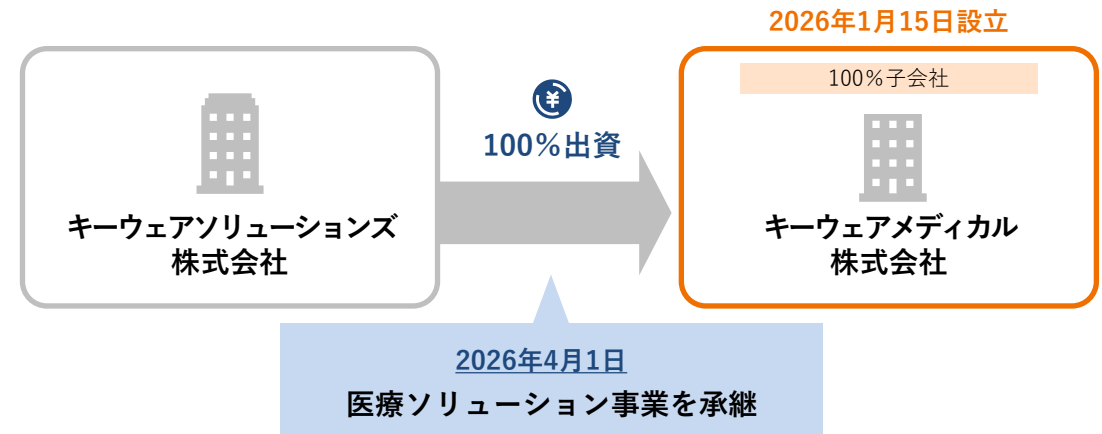 2026年1月15日設立
100%子会社
¥
100%出資
キーウェアソリューションズ
株式会社
キーウェアメディカル
株式会社
2026年4月1日
医療ソリューション事業を承継